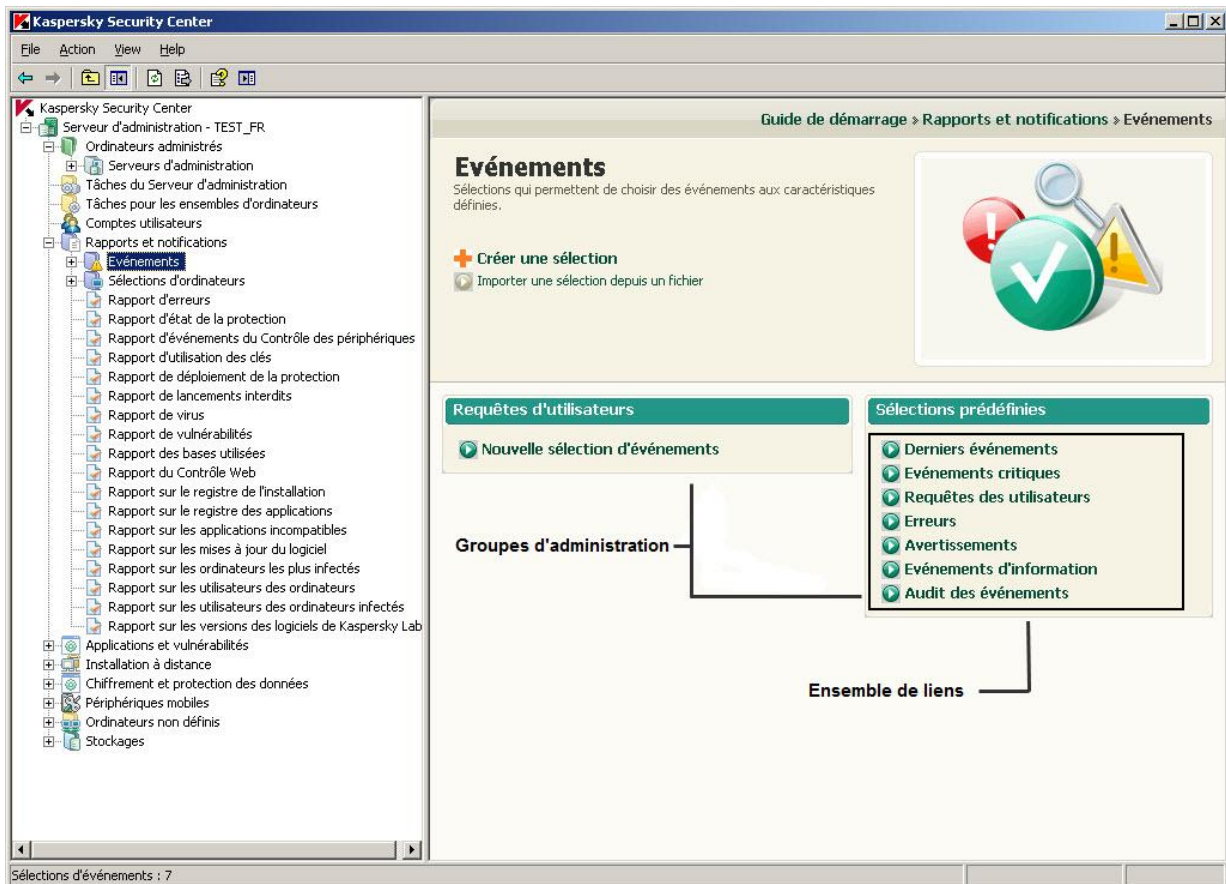 Kaspersky Security Center
File Action View Help
Kaspersky Security Center
Serveur d'administration - TEST_FR
Ordinateurs administrés
Serveurs d'administration
Tâches du Serveur d'administration
Tâches pour les ensembles d'ordinateurs
Comptes utilisateurs
Rapports et notifications
Evénements
Sélections d'ordinateurs
Rapport d'erreurs
Rapport d'état de la protection
Rapport d'événements du Contrôle des périphériques
Rapport d'utilisation des clés
Rapport de déploiement de la protection
Rapport de lancements interdits
Rapport de virus
Rapport de vulnérabilités
Rapport des bases utilisées
Rapport du Contrôle Web
Rapport sur le registre de l'installation
Rapport sur le registre des applications
Rapport sur les applications incompatibles
Rapport sur les mises à jour du logiciel
Rapport sur les ordinateurs les plus infectés
Rapport sur les utilisateurs des ordinateurs
Rapport sur les utilisateurs des ordinateurs infectés
Rapport sur les versions des logiciels de Kaspersky Lab
Applications et vulnérabilités
Installation à distance
Chiffrement et protection des données
Périphériques mobiles
Ordinateurs non définis
Stockages
Guide de démarrage » Rapports et notifications » Evénements
Evénements
Sélections qui permettent de choisir des événements aux caractéristiques
définies.
Créer une sélection
Importer une sélection depuis un fichier
Requêtes d'utilisateurs
Nouvelle sélection d'événements
Sélections prédéfinies
Derniers événements
Evénements critiques
Requêtes des utilisateurs
Erreurs
Avertissements
Evénements d'information
Audit des événements
Groupes d'administration
Ensemble de liens
Sélections d'événements : 7